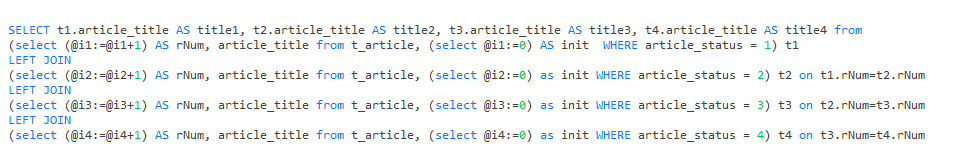 SELECT t1.article_title AS title1, t2.article_title AS title2, t3.article_title AS title3, t4.article_title AS title4 from
(select (@i1:=@i1+1) AS rNum, article_title from t_article, (select @i1:=0) AS init  WHERE article_status = 1) t1
LEFT JOIN
(select (@i2:=@i2+1) AS rNum, article_title from t_article, (select @i2:=0) as init WHERE article_status = 2) t2 on t1.rNum=t2.rNum
LEFT JOIN
(select (@i3:=@i3+1) AS rNum, article_title from t_article, (select @i3:=0) as init WHERE article_status = 3) t3 on t2.rNum=t3.rNum
LEFT JOIN
(select (@i4:=@i4+1) AS rNum, article_title from t_article, (select @i4:=0) as init WHERE article_status = 4) t4 on t3.rNum=t4.rNum